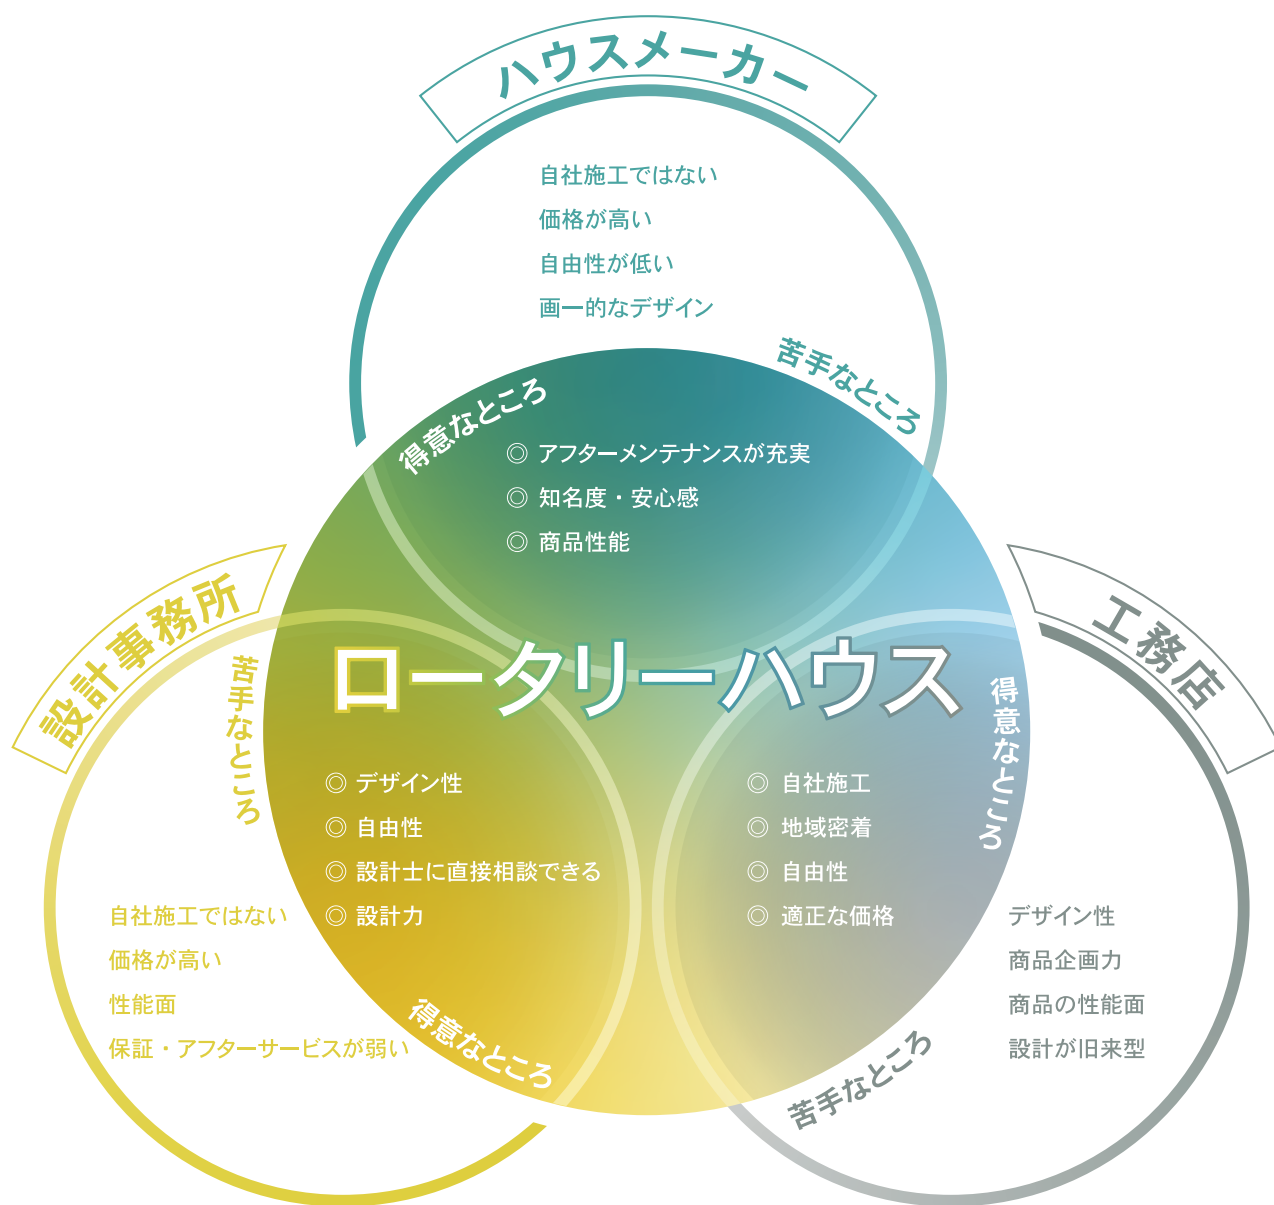 ハウスメーカー
自社施工ではない
価格が高い
自由性が低い
画一的なデザイン
苦手なところ
得意なところ
◎ アフターメンテナンスが充実
◎ 知名度・安心感
◎ 商品性能
設計事務所
苦手なところ
工務店
得意なところ
ロータリーハウス
◎ デザイン性
◎ 自由性
◎ 設計士に直接相談できる
◎ 設計力
◎ 自社施工
◎ 地域密着
◎ 自由性
◎ 適正な価格
自社施工ではない
価格が高い
性能面
保証・アフターサービスが弱い
デザイン性
商品企画力
商品の性能面
設計が旧来型
得意なところ
苦手なところ